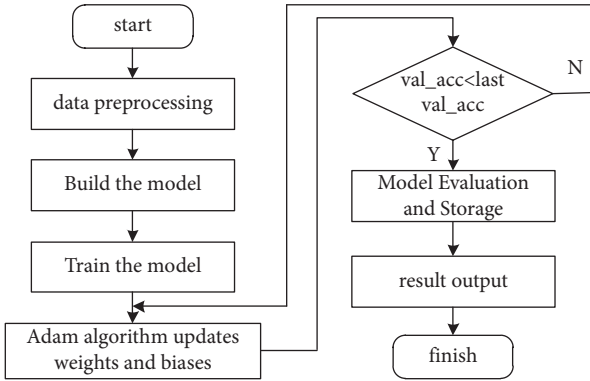 start
data preprocessing
Build the model
Train the model
Adam algorithm updates
weights and biases
val_acc<last
val_acc
N
Y
Model Evaluation
and Storage
result output
finish